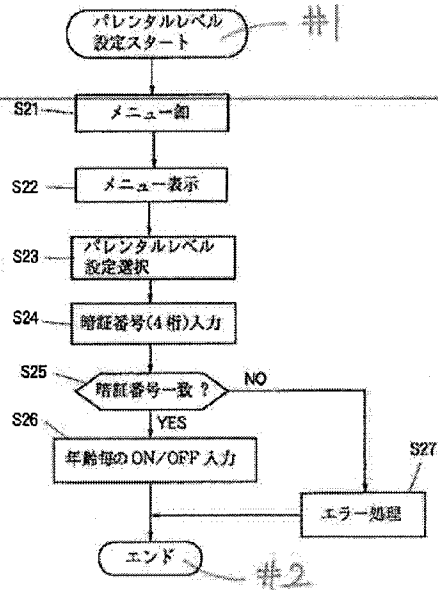 パレンタルレベル
設定スタート
#1
S21
メニュー釦
S22
メニュー表示
S23
パレンタルレベル
設定選択
S24
暗証番号(4桁)入力
S25
暗証番号一致？
NO
YES
S26
年齢毎のON/OFF入力
S27
エラー処理
エンド
#2